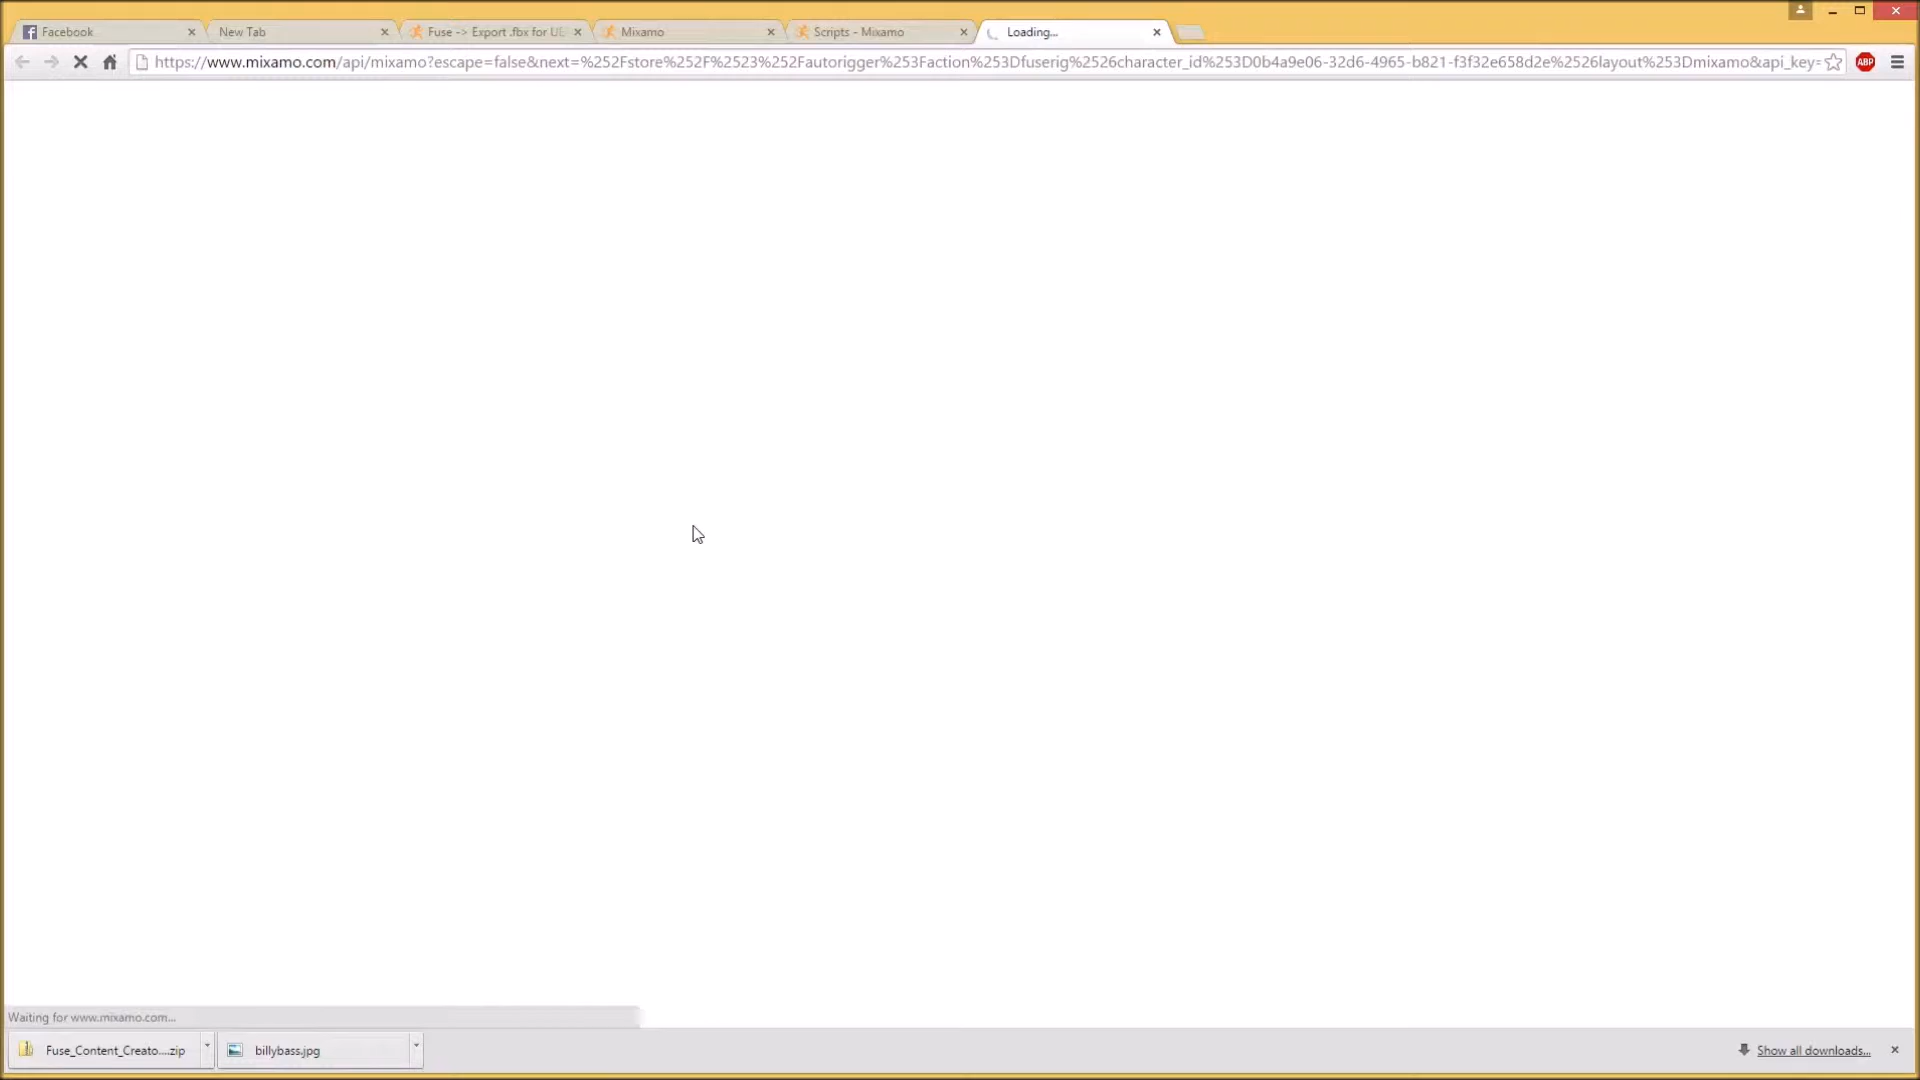 Facebook
New Tab
Fuse -> Export .fbx for UE
Mixamo
Scripts - Mixamo
Loading...
https://www.mixamo.com/api/mixamo?escape=false&next=%252Fstore%252F%2523%252Fautorigger%253Faction%253Dfuserig%2526character_id%253D0b4a9e06-32d6-4965-b821-f3f32e658d2e%2526layout%253Dmixamo&api_key=
ABP
Waiting for www.mixamo.com...
Fuse_Content_Creato....zip
billybass.jpg
Show all downloads...